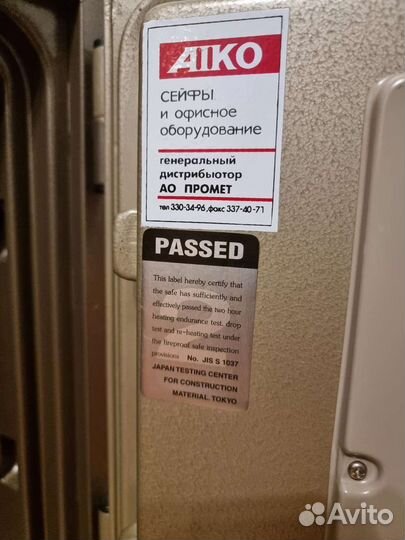 AIKO
СЕЙФЫ
и офисное
оборудование
генеральный
дистрибьютор
АО ПРОМЕТ
тел 330-34-96, факс 337-40-71
PASSED
This label hereby certify that
the safe has sufficiently and
effectively passed the two hour
heating endurance test, drop
test and re-heating test under
the fireproof safe inspection
provisions No. JIS S 1037
JAPAN TESTING CENTER
FOR CONSTRUCTION
MATERIAL. TOKYO
Avito